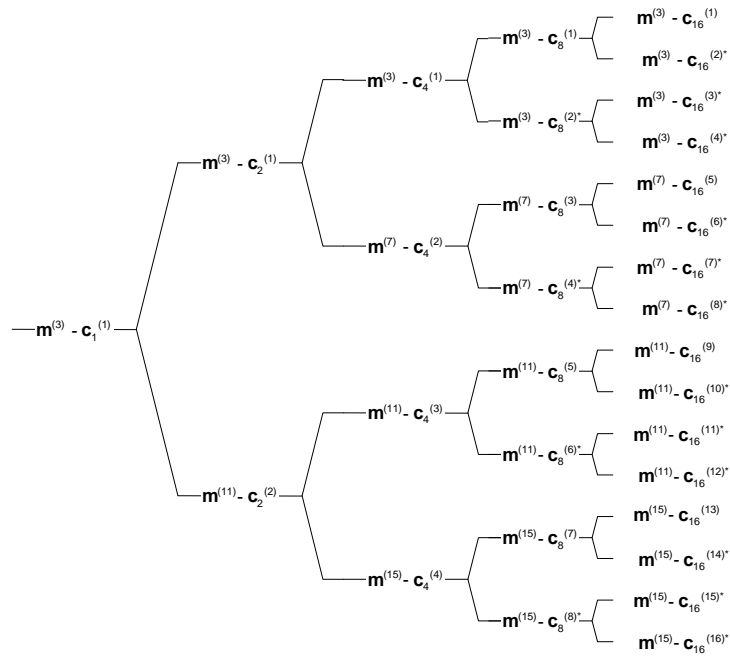 m(3) - c16(1)
m(3) - c8(1)
m(3) - c16(2)*
m(3) - c4(1)
m(3) - c16(3)*
m(3) - c8(2)*
m(3) - c16(4)*
m(3) - c2(1)
m(7) - c16(5)
m(7) - c8(3)
m(7) - c16(6)*
m(7) - c4(2)
m(7) - c16(7)*
m(7) - c8(4)*
m(7) - c16(8)*
m(3) - c1(1)
m(11) - c16(9)
m(11) - c8(5)
m(11) - c16(10)*
m(11) - c4(3)
m(11) - c16(11)*
m(11) - c8(6)*
m(11) - c16(12)*
m(11) - c2(2)
m(15) - c16(13)
m(15) - c8(7)
m(15) - c16(14)*
m(15) - c4(4)
m(15) - c16(15)*
m(15) - c8(8)*
m(15) - c16(16)*